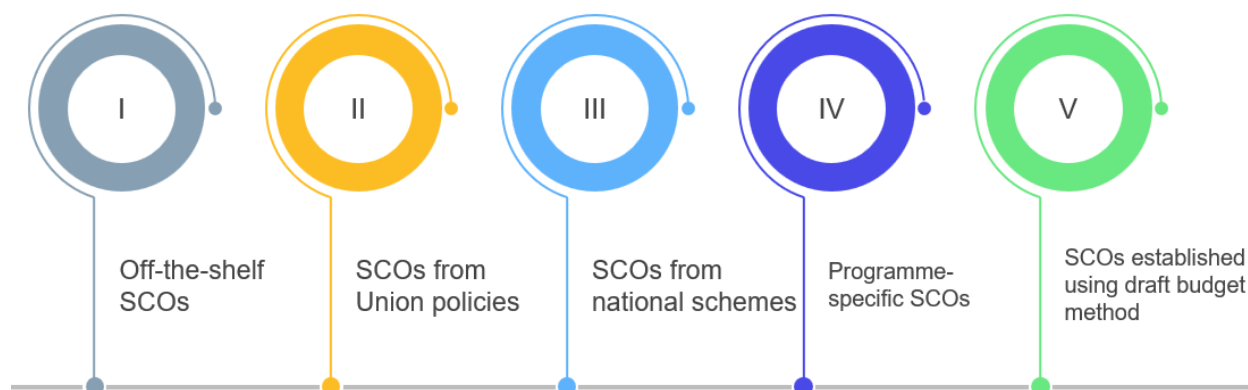 I
II
III
IV
V
Off-the-shelf
SCOs
SCOs from
Union policies
SCOs from
national schemes
Programme-
specific SCOs
SCOs established
using draft budget
method